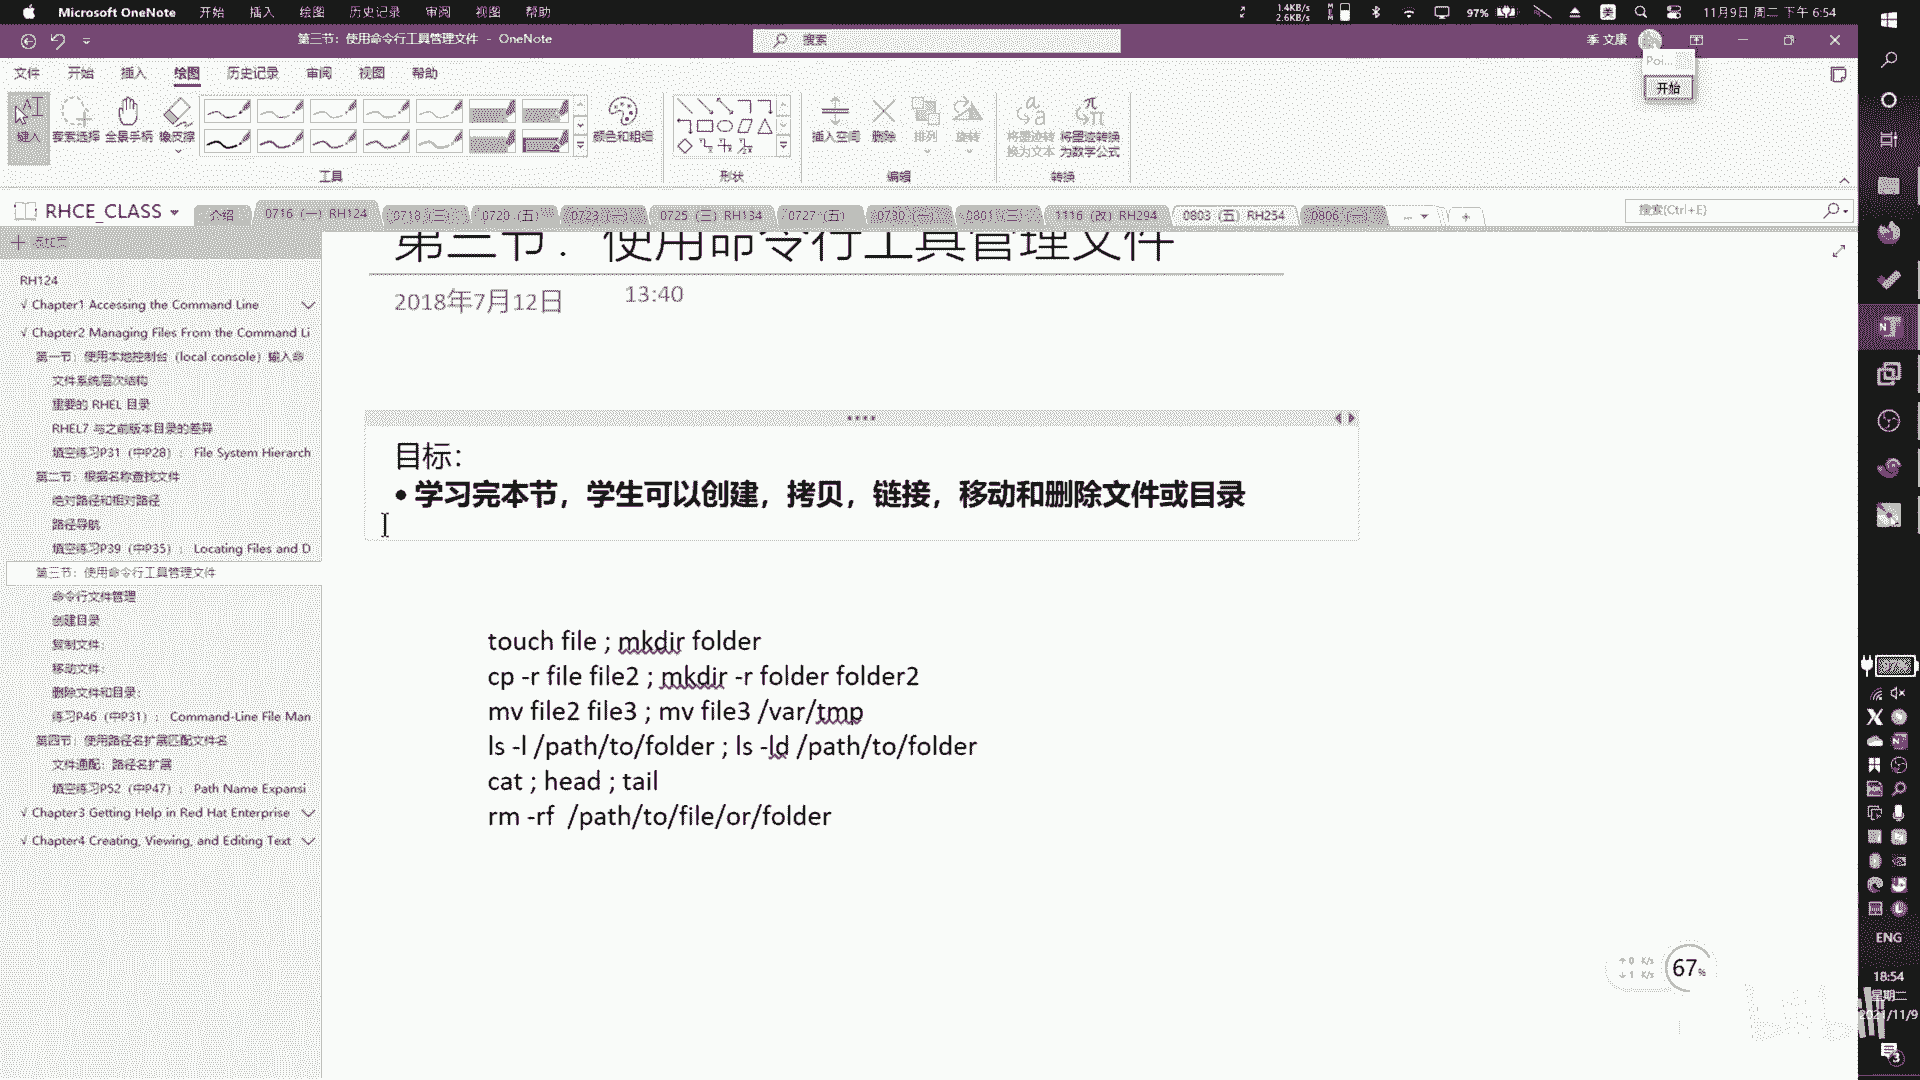 Microsoft OneNote 开始 插入 绘图 历史记录 审阅 视图 帮助
1.4KB/s
2.6KB/s
97%
美
11月9日 周二 下午 6:54
第三节：使用命令行工具管理文件 - OneNote
搜索
季 文康
Poi...
开始
文件 开始 插入 绘图 历史记录 审阅 视图 帮助
键入 套索选择 全景手柄 橡皮擦 颜色和粗细 插入空间 删除 排列 旋转
将墨迹转换为文本
将墨迹转换为数学公式
工具 形状 编辑 转换
RHCE_CLASS
介绍 0716（一）RH124 0718（三） 0720（五） 0723（一） 0725（三）RH134 0727（五） 0730（一） 0801（三） 1116（改）RH294 0803（五）RH254 0806（一）
搜索(Ctrl+E)
添加页
RH124
√ Chapter1 Accessing the Command Line
√ Chapter2 Managing Files From the Command Li
第一节：使用本地控制台（local console）输入命
文件系统层次结构
重要的 RHEL 目录
RHEL7 与之前版本目录的差异
填空练习P31（中P28）： File System Hierarch
第二节：根据名称查找文件
绝对路径和相对路径
路径导航
填空练习P39（中P35）： Locating Files and D
第三节：使用命令行工具管理文件
命令行文件管理
创建目录
复制文件：
移动文件：
删除文件和目录：
练习P46（中P31）： Command-Line File Man
第四节：使用路径名扩展匹配文件名
文件通配：路径名扩展
填空练习P52（中P47）： Path Name Expansi
√ Chapter3 Getting Help in Red Hat Enterprise
√ Chapter4 Creating, Viewing, and Editing Text
第三节：使用命令行工具管理文件
2018年7月12日 13:40
目标：
• 学习完本节，学生可以创建，拷贝，链接，移动和删除文件或目录
touch file ; mkdir folder
cp -r file file2 ; mkdir -r folder folder2
mv file2 file3 ; mv file3 /var/tmp
ls -l /path/to/folder ; ls -ld /path/to/folder
cat ; head ; tail
rm -rf /path/to/file/or/folder
97%
ENG
18:54
星期二
2021/11/9
3
↑ 0 K/s
↓ 1 K/s
67%